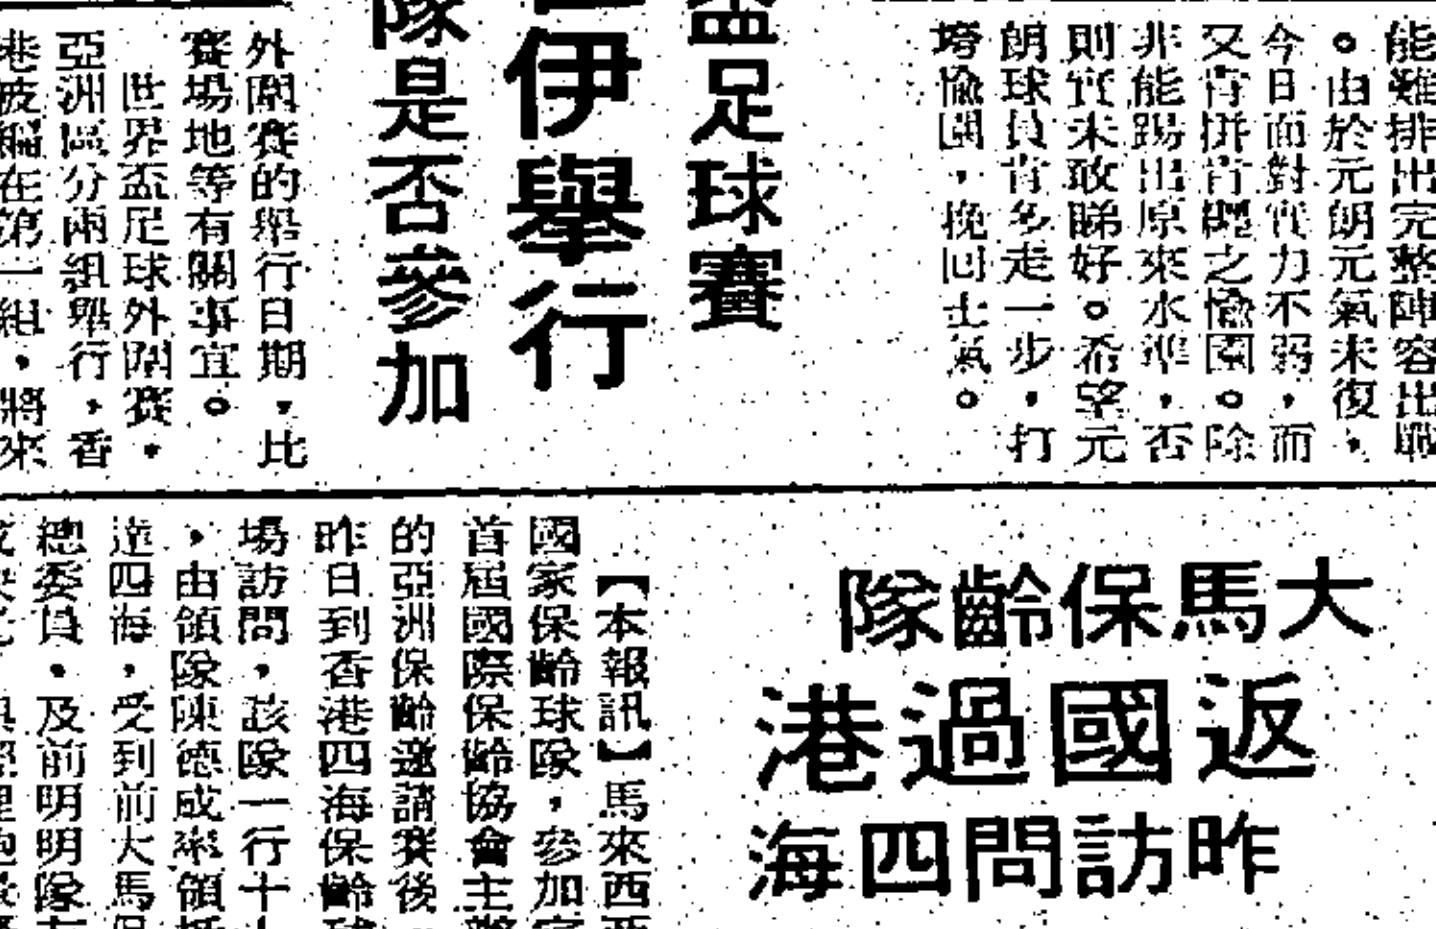 能難排出完整陣容出戰
。由於元朗元氣未復，
今日面對實力不弱，而
又肯拼肯纏之愉園。除
非能踢出原來水準，否
則實未敢睇好。希望元
朗球員肯多走一步，打
垮愉園，挽回士氣。
盃足球賽
伊舉行
隊是否參加
外圍賽的舉行日期，比
賽場地等有關事宜。
世界盃足球外圍賽，
亞洲區分兩組舉行，香
港被編在第一組，將來
大馬保齡隊
返國過港
昨訪問四海
【本報訊】馬來西亞
國家保齡球隊，參加
首屆國際保齡協會主辦
的亞洲保齡邀請賽後，
昨日到香港四海保齡球
場訪問，該隊一行十
，由領隊陳德成率領抵
達四海，受到前大馬保
總委員，及前明明隊